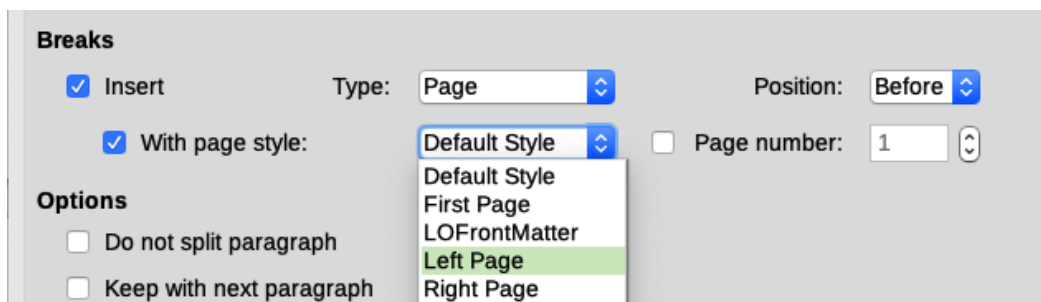 Breaks
Insert Type: Page Position: Before
With page style: Default Style Page number: 1
Default Style
Options First Page
LOFrontMatter
Do not split paragraph
Left Page
Keep with next paragraph Right Page